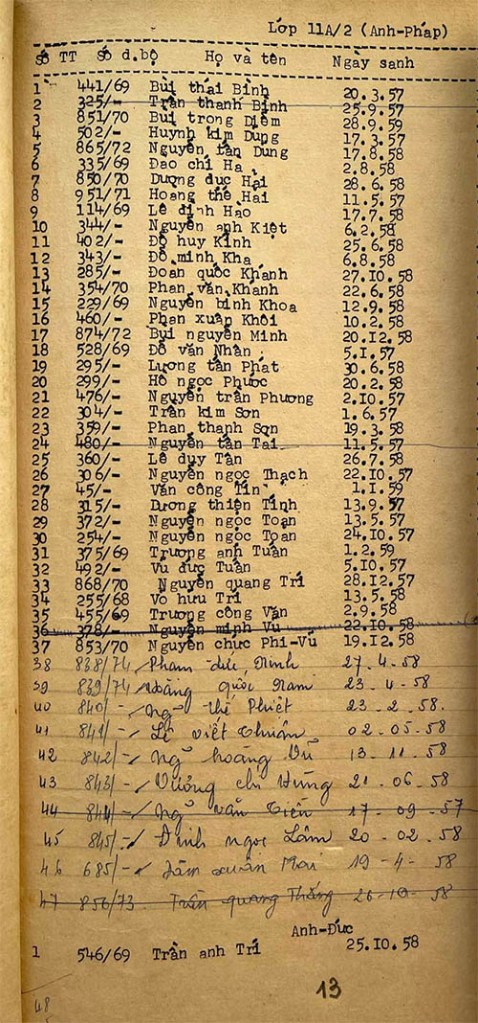 Lớp 11A/2 (Anh-Pháp)
Số TT Số d.bộ Họ và tên Ngày sanh
1 441/69 Bùi thái Bình 20.3.57
2 325/- Trần thanh Bình 25.9.57
3 851/70 Bùi trọng Diễm 28.9.59
4 502/- Huỳnh kim Dung 17.3.57
5 865/72 Nguyễn tấn Dung 17.8.58
6 335/69 Đào chí Hà 2.8.58
7 850/70 Dương đức Hải 28.6.58
8 951/71 Hoàng thế Hải 11.5.57
9 114/69 Lê đình Hạo 17.7.58
10 344/- Nguyễn anh Kiệt 6.2.58
11 402/- Đỗ huy Kính 25.6.58
12 343/- Đỗ minh Kha 6.8.58
13 285/- Đoàn quốc Khánh 27.10.58
14 354/70 Phan văn Khánh 22.6.58
15 229/69 Nguyễn bỉnh Khoa 12.9.58
16 460/- Phan xuân Khôi 10.2.58
17 874/72 Bùi nguyên Minh 20.12.58
18 528/69 Đỗ văn Nhân 5.1.57
19 295/- Lương tấn Phát 30.6.58
20 299/- Hồ ngọc Phước 20.2.58
21 476/- Nguyễn trần Phương 2.10.57
22 304/- Trần kim Sơn 1.6.57
23 359/- Phan thanh Sơn 19.3.58
24 480/- Nguyễn tấn Tài 11.5.57
25 360/- Lê duy Tân 26.7.58
26 306/- Nguyễn ngọc Thạch 22.10.57
27 45/- Văn công Tín 1.1.59
28 315/- Dương thiện Tính 13.9.57
29 372/- Nguyễn ngọc Toàn 13.5.57
30 254/- Nguyễn ngọc Toàn 24.10.57
31 375/69 Trương anh Tuấn 1.2.59
32 492/- Vũ đức Tuấn 5.10.57
33 868/70 Nguyễn quang Trí 28.12.57
34 255/68 Võ hữu Trí 13.5.58
35 455/69 Trương công Văn 2.9.58
36 378/- Nguyễn minh Vũ 22.10.58
37 853/70 Nguyễn chức Phi-Vũ 19.12.58
38 838/74 Phạm đức Minh 27.4.58
39 839/74 Hoàng quốc Nam 23-4-58
40 840/- Ng thế Phiệt 23-2-58.
41 841/- Lê viết Thuận 02-05-58
42 842/- Ng hoàng Vũ 13-11-58
43 843/- Vương chí Hùng 21-06-58
44 844/- Ng văn Tiến 17-09-57
45 845/- Đinh ngọc Lâm 20-02-58
46 685/- Lâm xuân Mai 19-4-58
47 856/73 Trần quang Thắng 26-10-58
Anh-Đức
1 546/69 Trần anh Trí 25.10.58
13
48